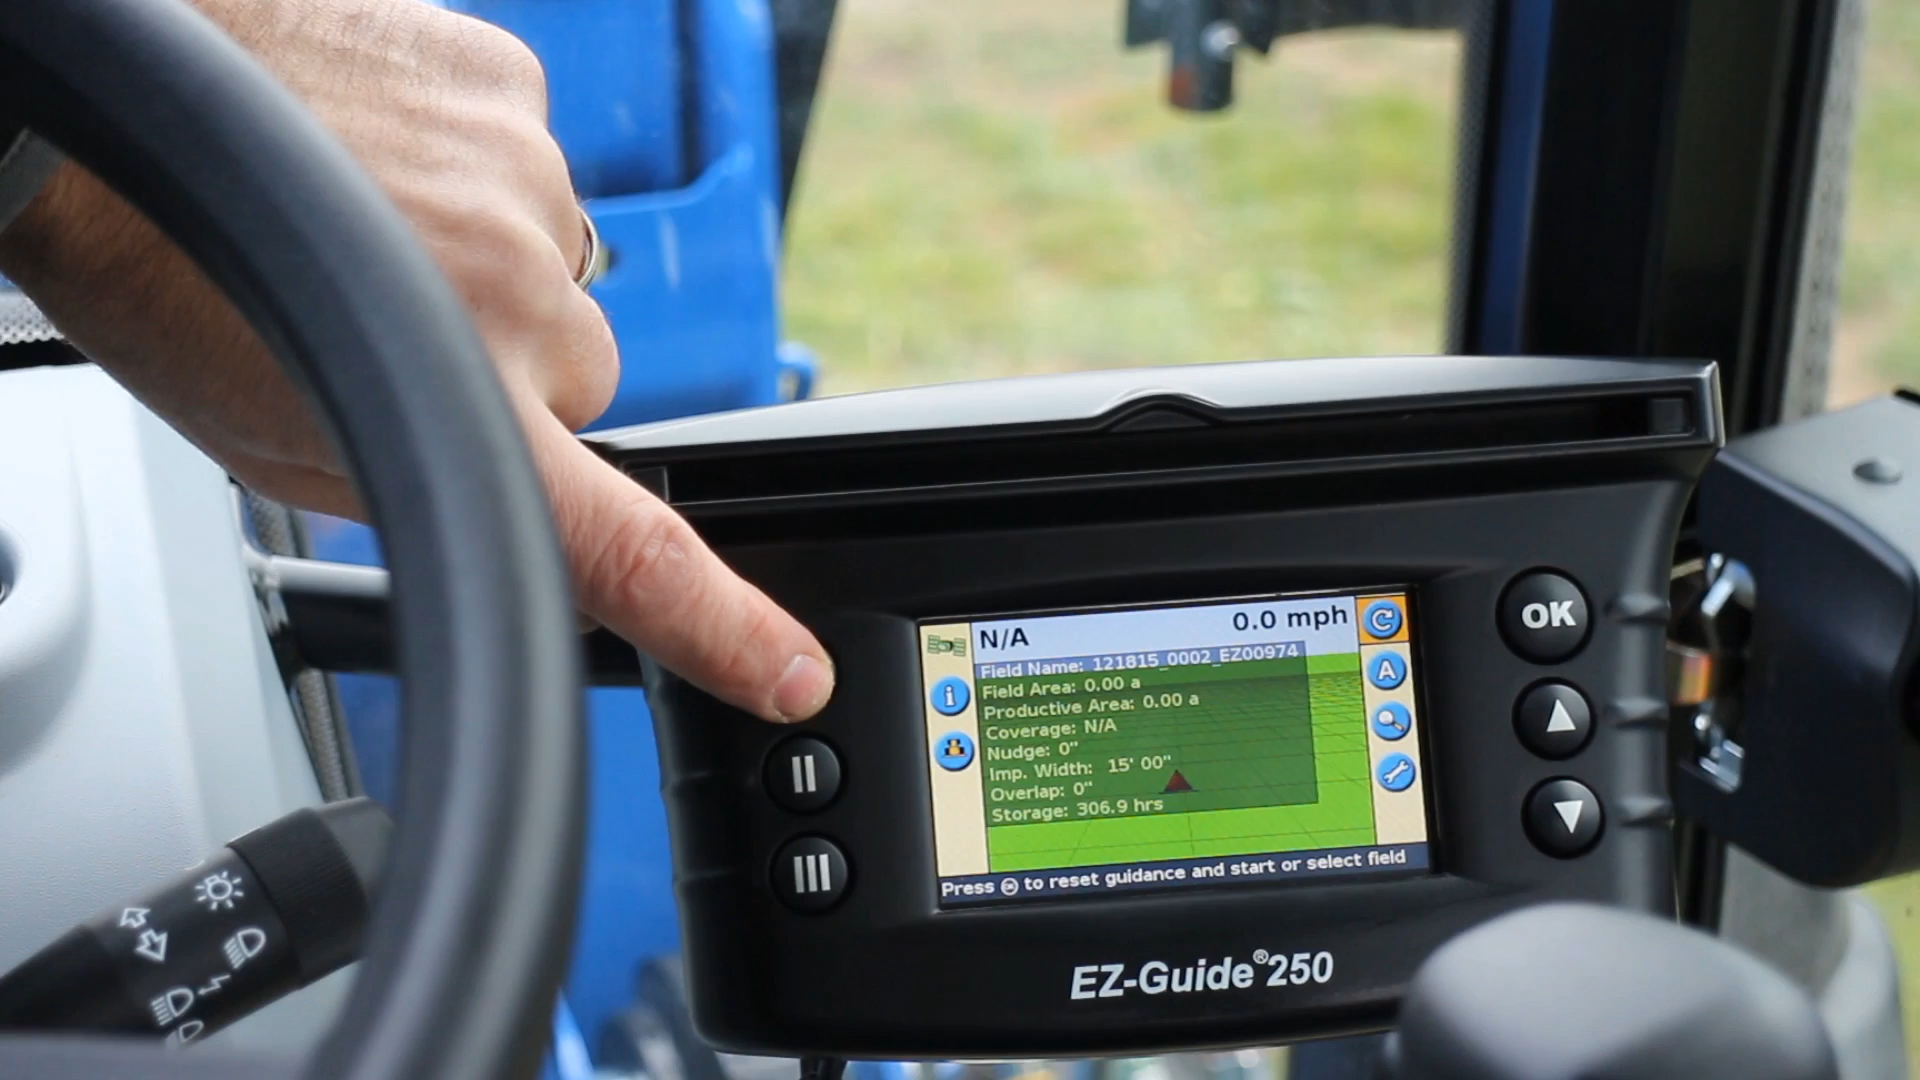 N/A
0.0 mph
Field Name: 121815_0002_EZ00974
Field Area: 0.00 a
Productive Area: 0.00 a
Coverage: N/A
Nudge: 0"
Imp. Width: 15' 00"
Overlap: 0"
Storage: 306.9 hrs
Press OK to reset guidance and start or select field
i
A
OK
EZ-Guide®250